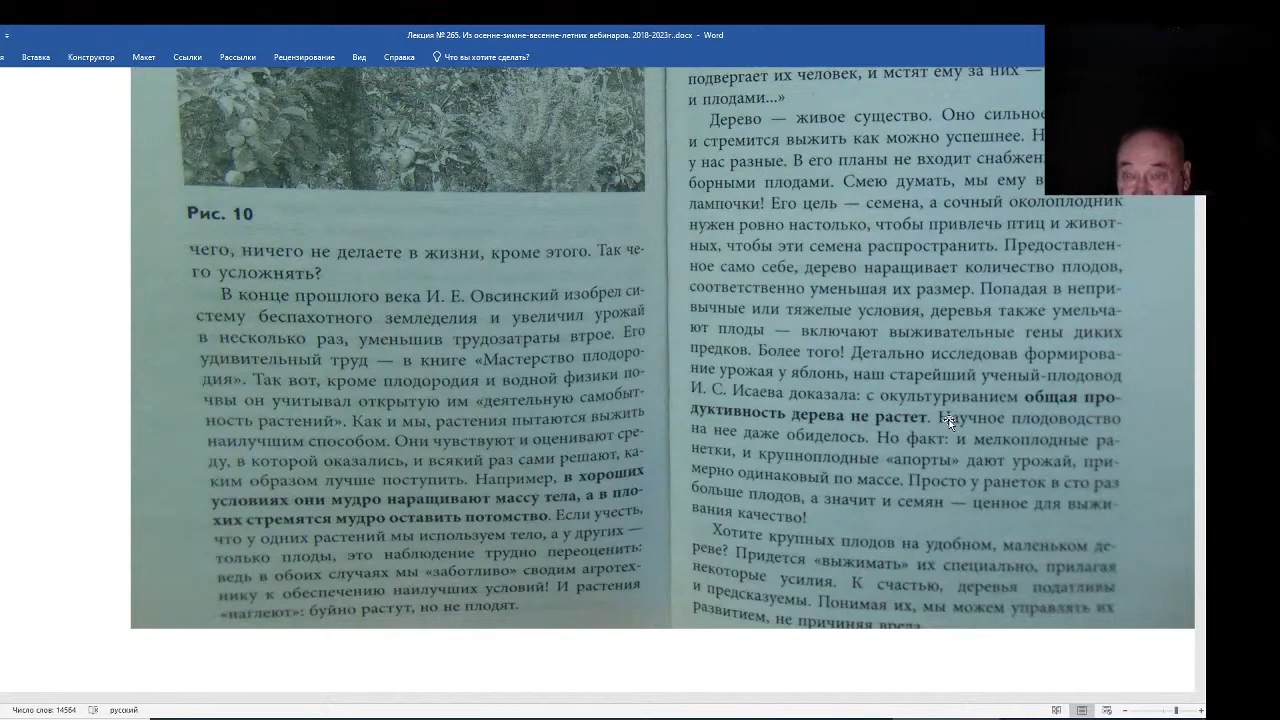 Лекция № 265. Из осенне-зимне-весенне-летних вебинаров. 2018-2023г..docx - Word
Вставка Конструктор Макет Ссылки Рассылки Рецензирование Вид Справка Что вы хотите сделать?
Рис. 10
чего, ничего не делаете в жизни, кроме этого. Так че-
го усложнять?
В конце прошлого века И. Е. Овсинский изобрел си-
стему беспахотного земледелия и увеличил урожай
в несколько раз, уменьшив трудозатраты втрое. Его
удивительный труд — в книге «Мастерство плодоро-
дия». Так вот, кроме плодородия и водной физики по-
чвы он учитывал открытую им «деятельную самобыт-
ность растений». Как и мы, растения пытаются выжить
наилучшим способом. Они чувствуют и оценивают сре-
ду, в которой оказались, и всякий раз сами решают, ка-
ким образом лучше поступить. Например, в хороших
условиях они мудро наращивают массу тела, а в пло-
хих стремятся мудро оставить потомство. Если учесть,
что у одних растений мы используем тело, а у других —
только плоды, это наблюдение трудно переоценить:
ведь в обоих случаях мы «заботливо» сводим агротех-
нику к обеспечению наилучших условий! И растения
«наглеют»: буйно растут, но не плодят.
подвергает их человек, и мстят ему за них —
и плодами...»
Дерево — живое существо. Оно сильное
и стремится выжить как можно успешнее. Н
у нас разные. В его планы не входит снабжен
борными плодами. Смею думать, мы ему в
лампочки! Его цель — семена, а сочный околоплодник
нужен ровно настолько, чтобы привлечь птиц и живот-
ных, чтобы эти семена распространить. Предоставлен-
ное само себе, дерево наращивает количество плодов,
соответственно уменьшая их размер. Попадая в непри-
вычные или тяжелые условия, деревья также умельча-
ют плоды — включают выживательные гены диких
предков. Более того! Детально исследовав формирова-
ние урожая у яблонь, наш старейший ученый-плодовод
И. С. Исаева доказала: с окультуриванием общая про-
дуктивность дерева не растет. Научное плодоводство
на нее даже обиделось. Но факт: и мелкоплодные ра-
нетки, и крупноплодные «апорты» дают урожай, при-
мерно одинаковый по массе. Просто у ранеток в сто раз
больше плодов, а значит и семян — ценное для выжи-
вания качество!
Хотите крупных плодов на удобном, маленьком де-
реве? Придется «выжимать» их специально, прилагая
некоторые усилия. К счастью, деревья податливы
и предсказуемы. Понимая их, мы можем управлять их
развитием, не причиняя вреда
Число слов: 14564 русский